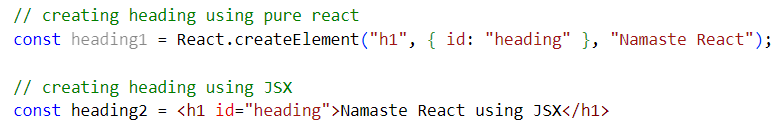 // creating heading using pure react
const heading1 = React.createElement("h1", { id: "heading" }, "Namaste React");
// creating heading using JSX
const heading2 = <h1 id="heading">Namaste React using JSX</h1>